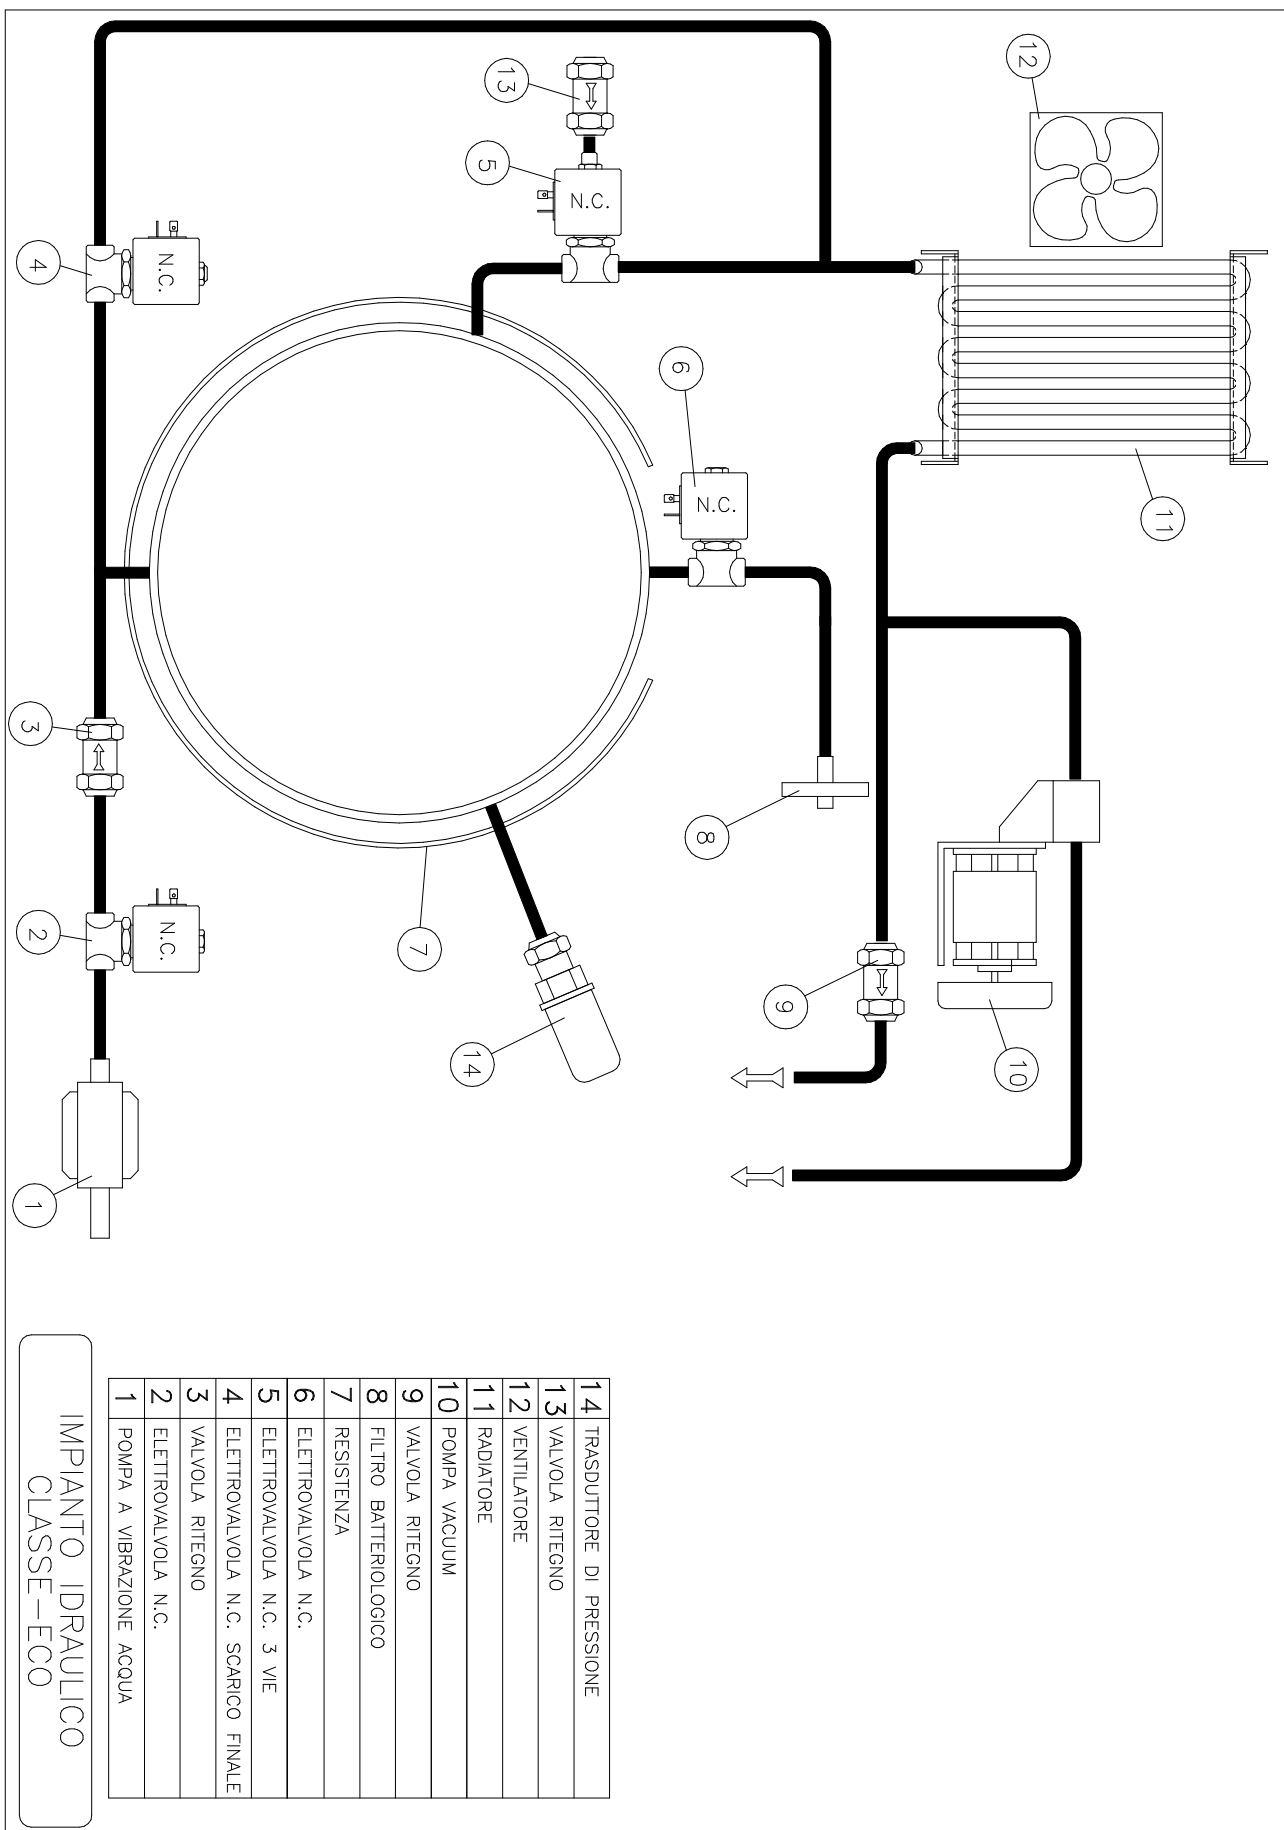 12
13
5
N.C.
4
N.C.
6
N.C.
11
3
8
2
N.C.
7
9
14
10
1
14 TRASDUTTORE DI PRESSIONE
13 VALVOLA RITEGNO
12 VENTILATORE
11 RADIATORE
10 POMPA VACUUM
9 VALVOLA RITEGNO
8 FILTRO BATTERIOLOGICO
7 RESISTENZA
6 ELETTROVALVOLA N.C.
5 ELETTROVALVOLA N.C. 3 VIE
4 ELETTROVALVOLA N.C. SCARICO FINALE
3 VALVOLA RITEGNO
2 ELETTROVALVOLA N.C.
1 POMPA A VIBRAZIONE ACQUA
IMPIANTO IDRAULICO
CLASSE-ECO